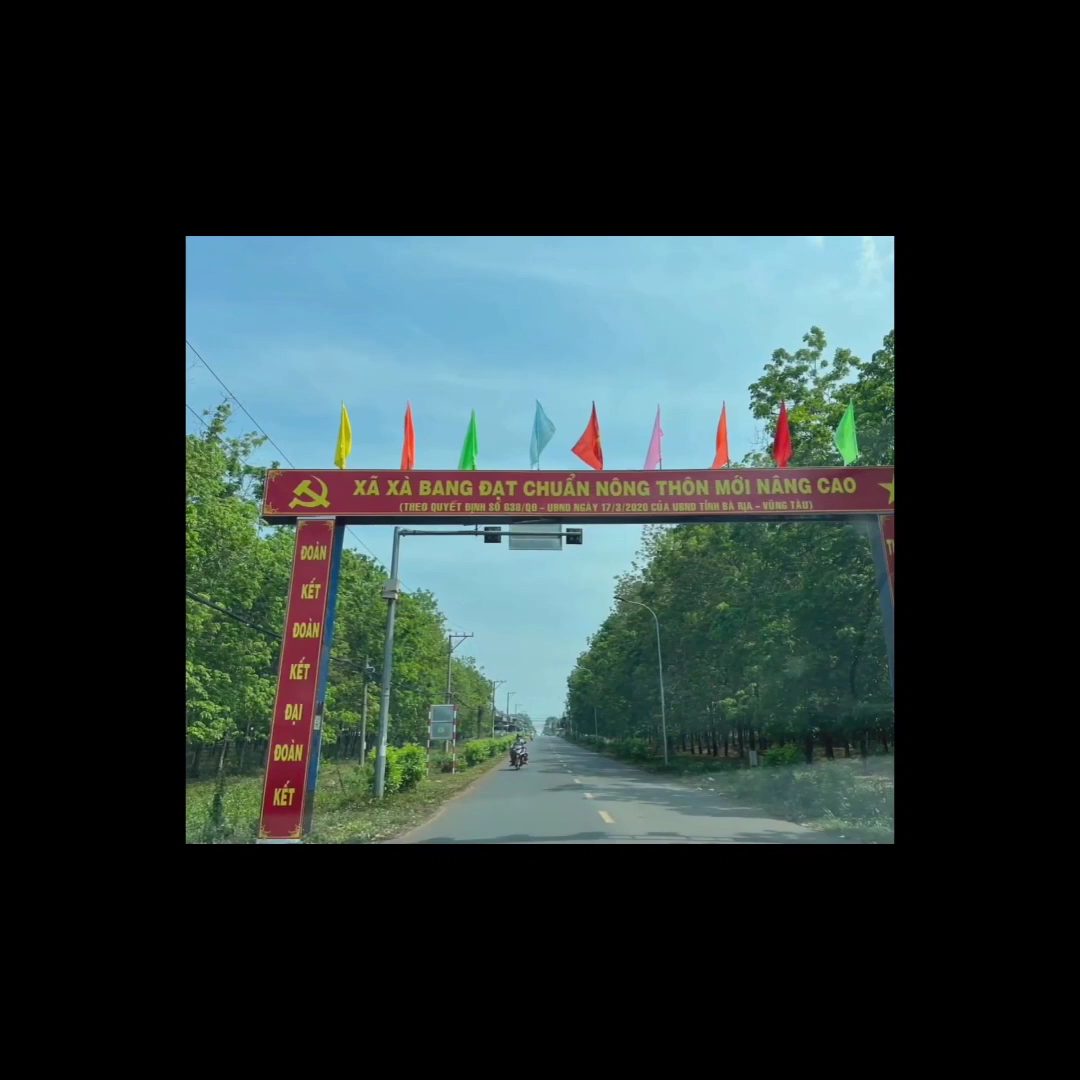 XÃ XÀ BANG ĐẠT CHUẨN NÔNG THÔN MỚI NÂNG CAO
(THEO QUYẾT ĐỊNH SỐ 638/QĐ - UBND NGÀY 17/3/2020 CỦA UBND TỈNH BÀ RỊA - VŨNG TÀU)
ĐOÀN
KẾT
ĐOÀN
KẾT
ĐẠI
ĐOÀN
KẾT